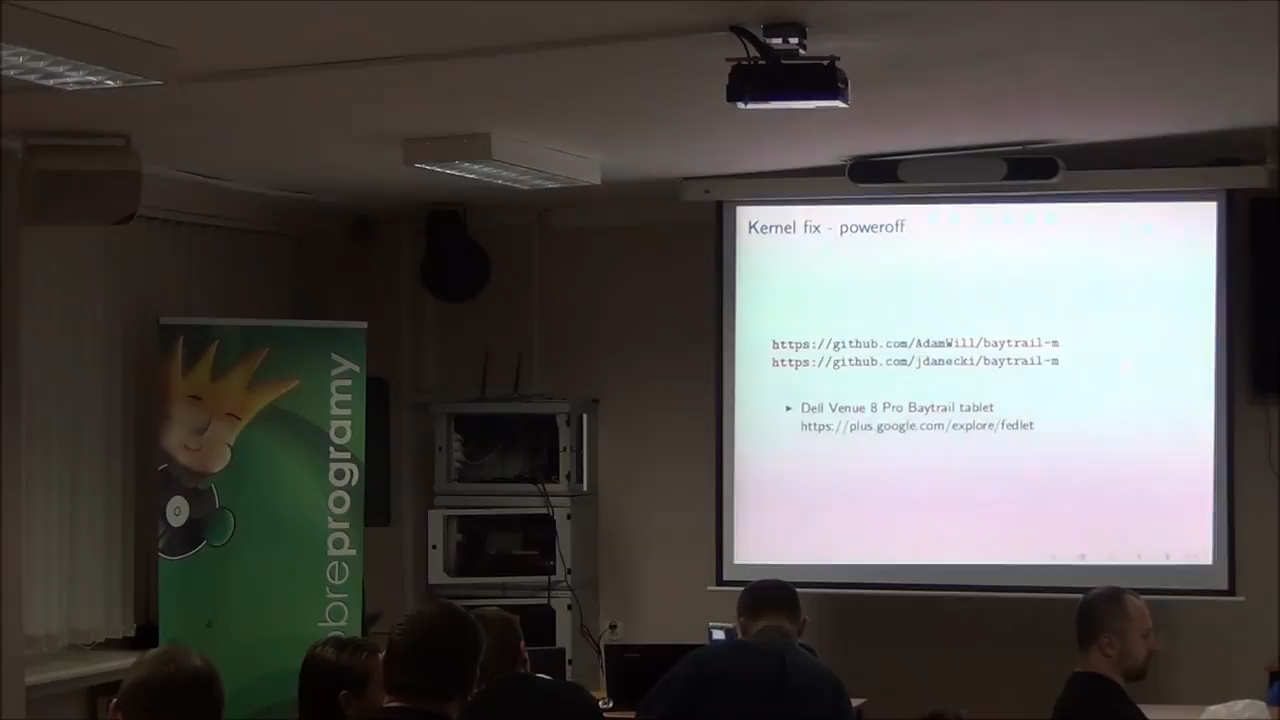 Kernel fix - poweroff
https://github.com/AdamWill/baytrail-m
https://github.com/jdanecki/baytrail-m
► Dell Venue 8 Pro Baytrail tablet
https://plus.google.com/explore/fedlet
obreprogramy